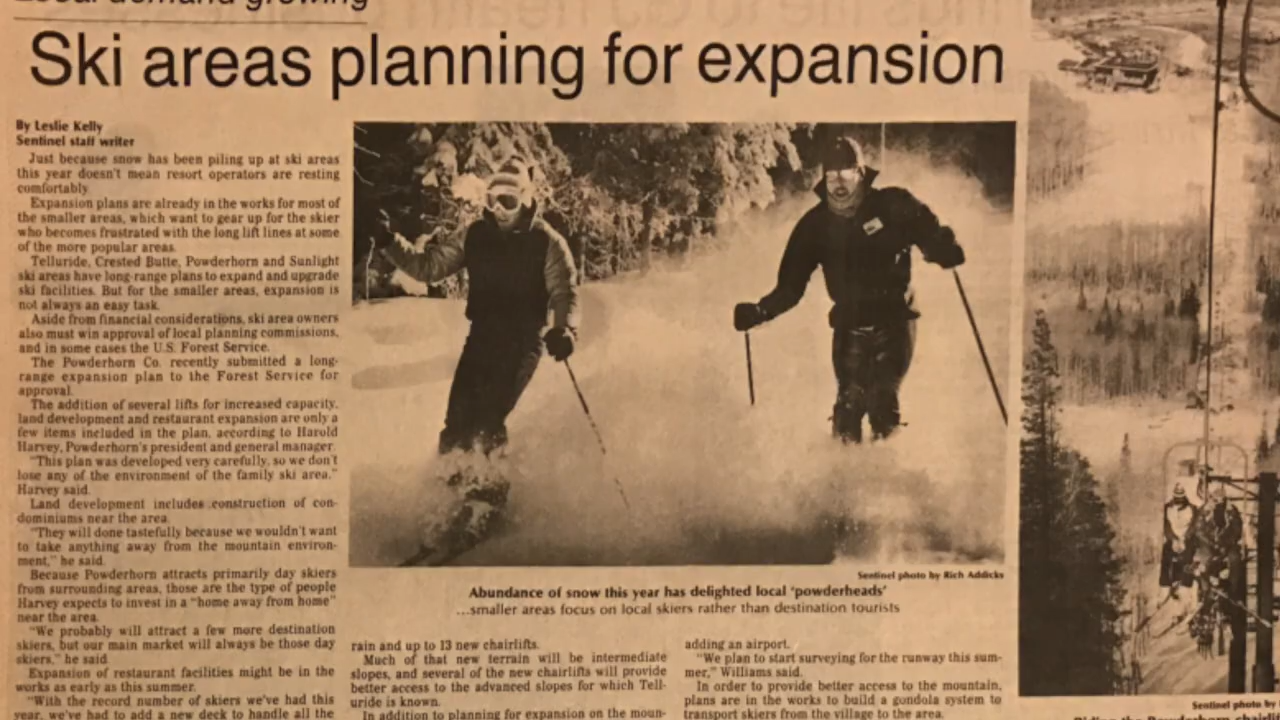 Local demand growing
Ski areas planning for expansion
By Leslie Kelly
Sentinel staff writer
Just because snow has been piling up at ski areas
this year doesn't mean resort operators are resting
comfortably.
Expansion plans are already in the works for most of
the smaller areas, which want to gear up for the skier
who becomes frustrated with the long lift lines at some
of the more popular areas.
Telluride, Crested Butte, Powderhorn and Sunlight
ski areas have long-range plans to expand and upgrade
ski facilities. But for the smaller areas, expansion is
not always an easy task.
Aside from financial considerations, ski area owners
also must win approval of local planning commissions,
and in some cases the U.S. Forest Service.
The Powderhorn Co. recently submitted a long-
range expansion plan to the Forest Service for
approval.
The addition of several lifts for increased capacity,
land development and restaurant expansion are only a
few items included in the plan, according to Harold
Harvey, Powderhorn's president and general manager.
"This plan was developed very carefully, so we don't
lose any of the environment of the family ski area,"
Harvey said.
Land development includes construction of con-
dominiums near the area.
"They will done tastefully because we wouldn't want
to take anything away from the mountain environ-
ment," he said.
Because Powderhorn attracts primarily day skiers
from surrounding areas, those are the type of people
Harvey expects to invest in a "home away from home"
near the area.
"We probably will attract a few more destination
skiers, but our main market will always be those day
skiers," he said.
Expansion of restaurant facilities might be in the
works as early as this summer.
"With the record number of skiers we've had this
year, we've had to add a new deck to handle all the
Sentinel photo by Rich Addicks
Abundance of snow this year has delighted local 'powderheads'
...smaller areas focus on local skiers rather than destination tourists
rain and up to 13 new chairlifts.
Much of that new terrain will be intermediate
slopes, and several of the new chairlifts will provide
better access to the advanced slopes for which Tell-
uride is known.
In addition to planning for expansion on the moun-
adding an airport.
"We plan to start surveying for the runway this sum-
mer," Williams said.
In order to provide better access to the mountain,
plans are in the works to build a gondola system to
transport skiers from the village to the area.
Sentinel photo by
Riding the Powderhorn